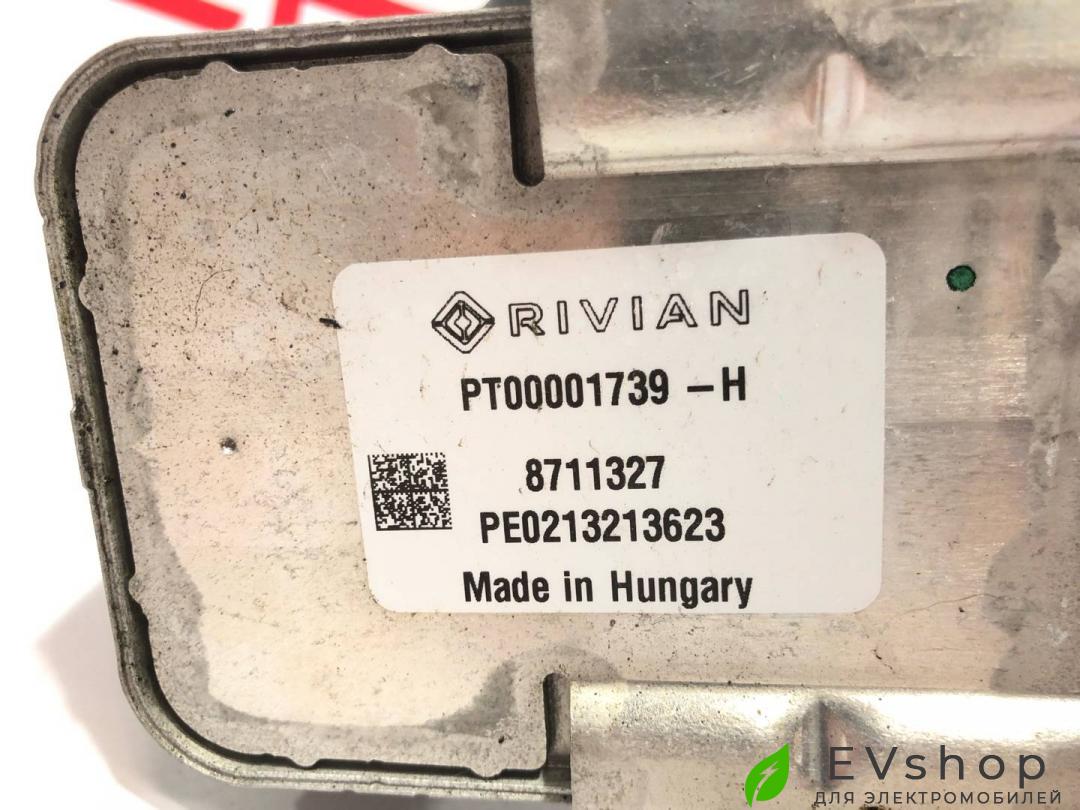 RIVIAN
PT00001739 -H
8711327
PE0213213623
Made in Hungary
EVshop
ДЛЯ ЭЛЕКТРОМОБИЛЕЙ